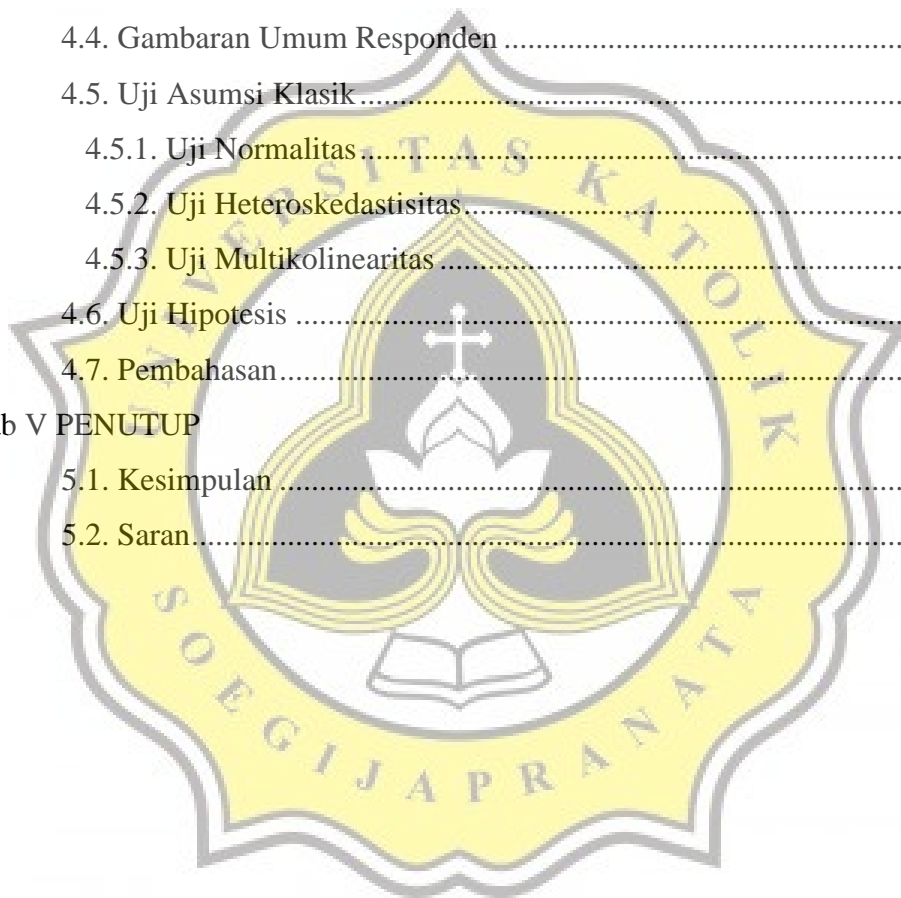 4.4. Gambaran Umum Responden ..................................................
4.5. Uji Asumsi Klasik ....................................................................
4.5.1. Uji Normalitas ....................................................................
4.5.2. Uji Heteroskedastisitas.......................................................
4.5.3. Uji Multikolinearitas ..........................................................
4.6. Uji Hipotesis ............................................................................
4.7. Pembahasan..............................................................................
b V PENUTUP
5.1. Kesimpulan ..............................................................................
5.2. Saran.........................................................................................
UNIVERSITAS KATOLIK
SOEGIJAPRANATA